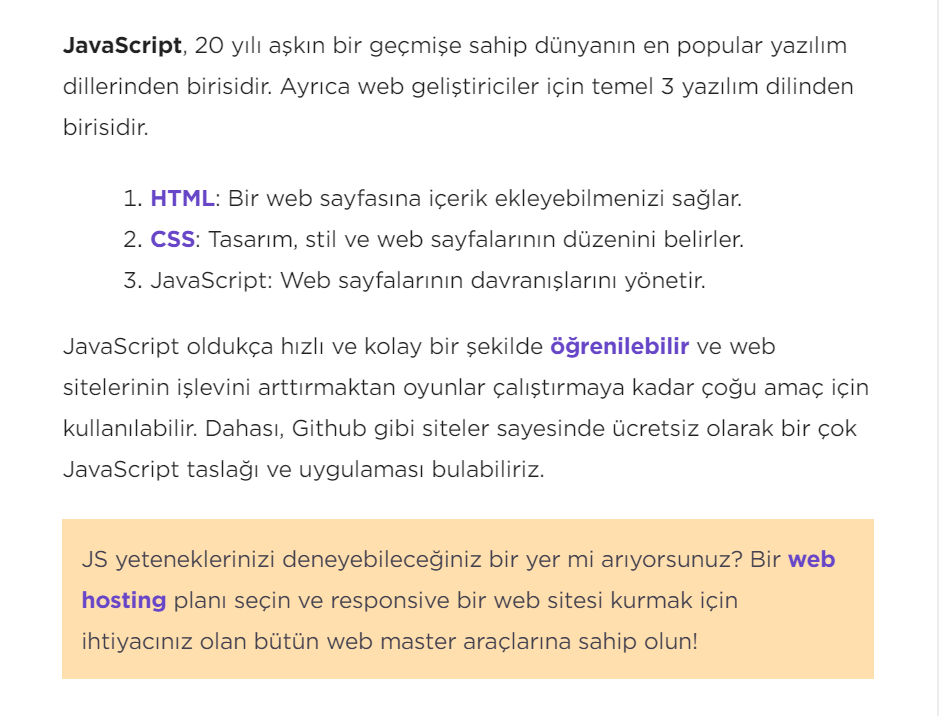 JavaScript, 20 yılı aşkın bir geçmişe sahip dünyanın en popular yazılım
dillerinden birisidir. Ayrıca web geliştiriciler için temel 3 yazılım dilinden
birisidir.
1. HTML: Bir web sayfasına içerik ekleyebilmenizi sağlar.
2. CSS: Tasarım, stil ve web sayfalarının düzenini belirler.
3. JavaScript: Web sayfalarının davranışlarını yönetir.
JavaScript oldukça hızlı ve kolay bir şekilde öğrenilebilir ve web
sitelerinin işlevini arttırmaktan oyunlar çalıştırmaya kadar çoğu amaç için
kullanılabilir. Dahası, Github gibi siteler sayesinde ücretsiz olarak bir çok
JavaScript taslağı ve uygulaması bulabiliriz.
JS yeteneklerinizi deneyebileceğiniz bir yer mi arıyorsunuz? Bir web
hosting planı seçin ve responsive bir web sitesi kurmak için
ihtiyacınız olan bütün web master araçlarına sahip olun!